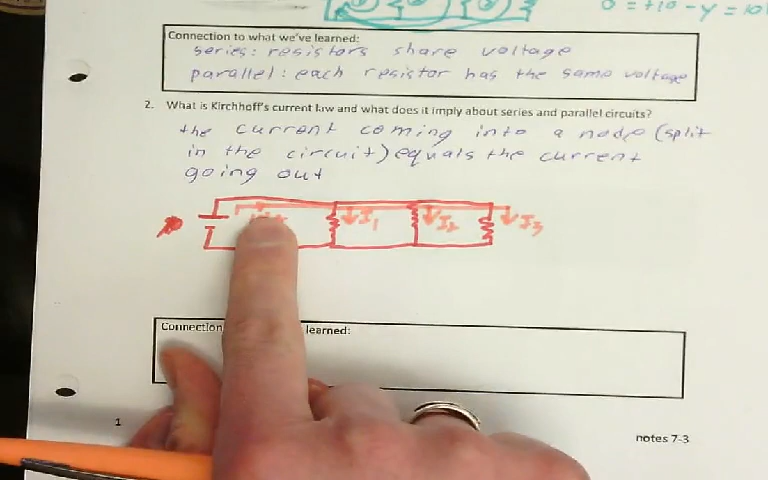 0 = +10 - y = 10
Connection to what we've learned:
series: resistors share voltage
parallel: each resistor has the same voltage
2. What is Kirchhoff's current law and what does it imply about series and parallel circuits?
the current coming into a node (split
in the circuit) equals the current
going out
I1 I2 I3
Connection learned:
1
notes 7-3